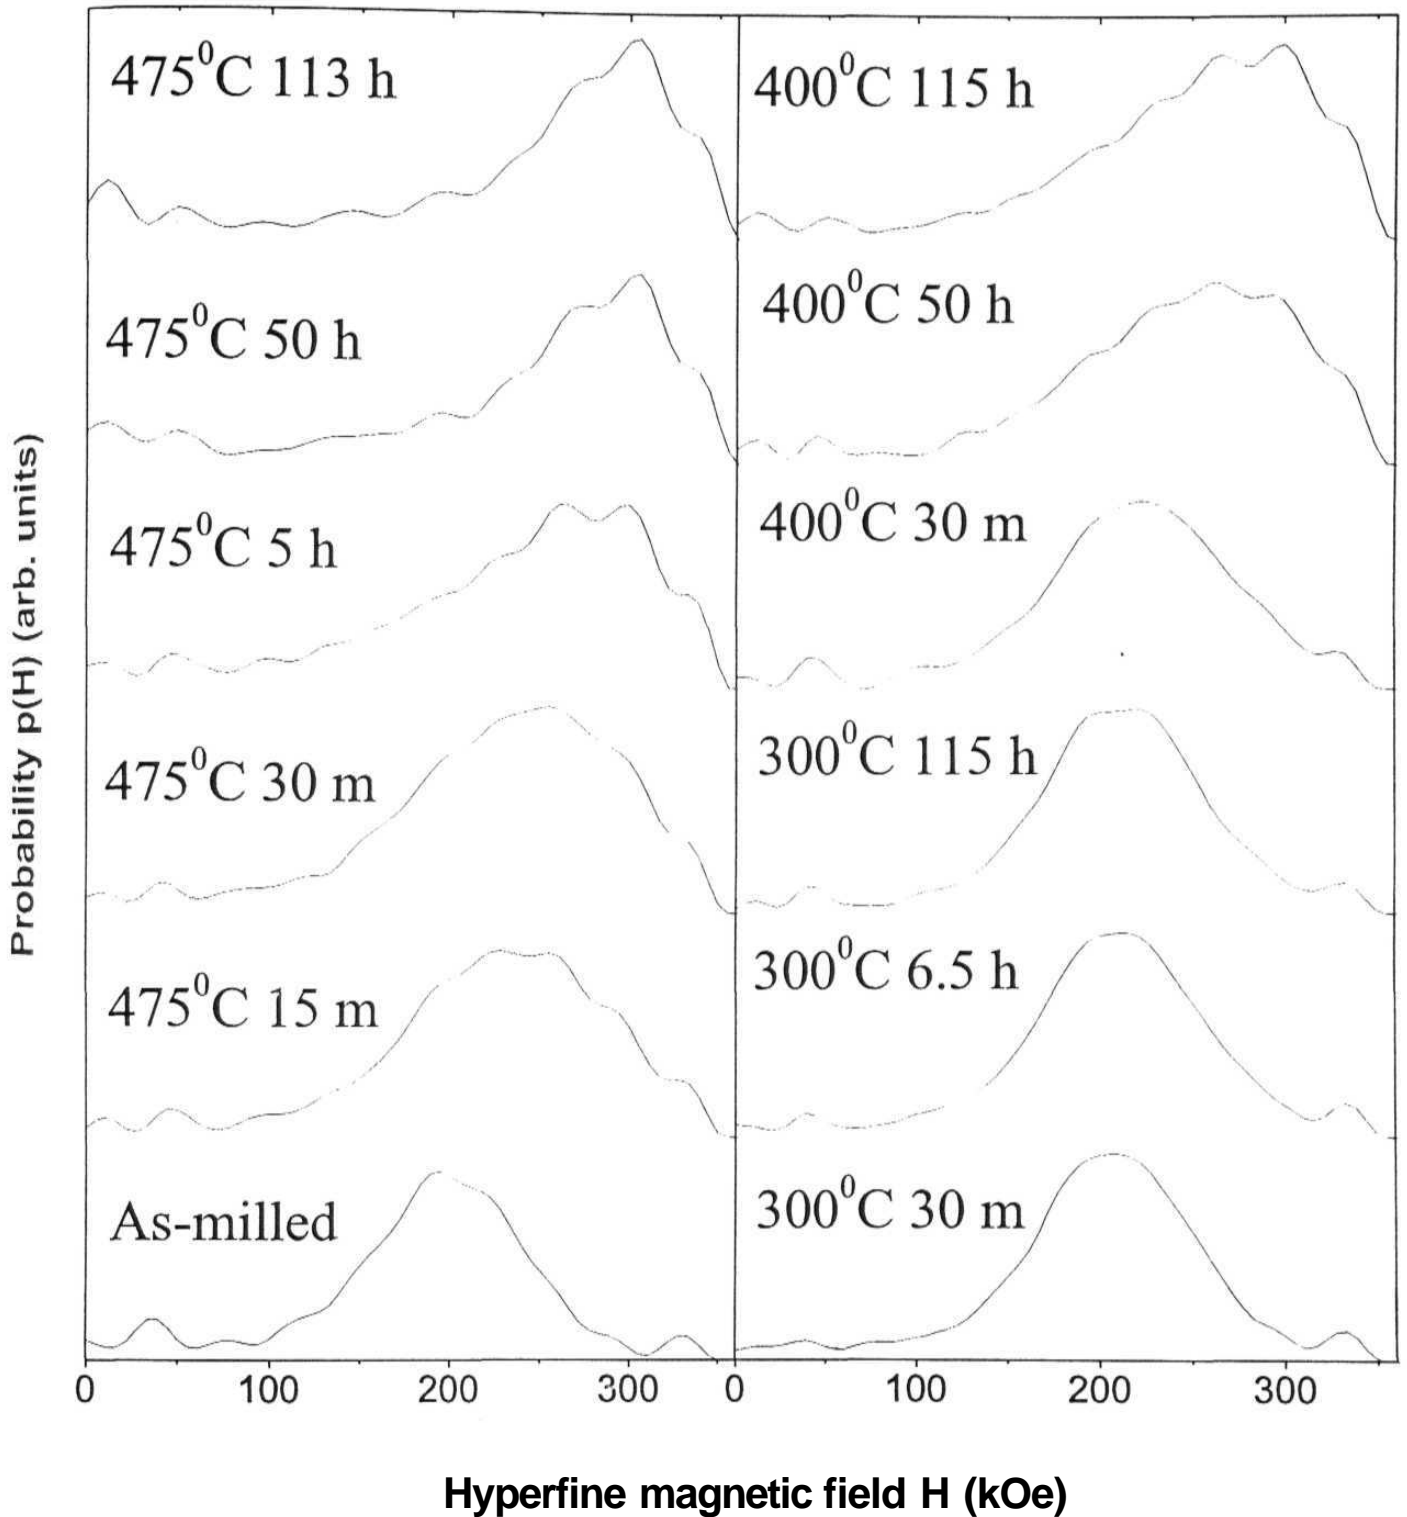 475⁰C 113 h
400⁰C 115 h
475⁰C 50 h
400⁰C 50 h
475⁰C 5 h
400⁰C 30 m
475⁰C 30 m
300⁰C 115 h
475⁰C 15 m
300⁰C 6.5 h
As-milled
300⁰C 30 m
Probability p(H) (arb. units)
0 100 200 300 0 100 200 300
Hyperfine magnetic field H (kOe)